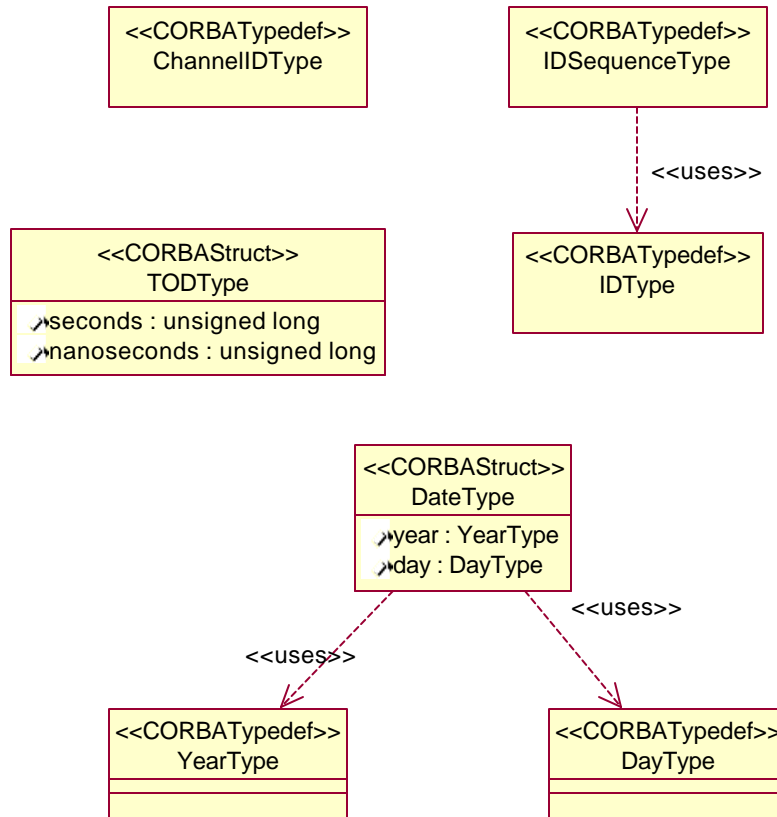 <<CORBATypedef>>
ChannelIDType
<<CORBATypedef>>
IDSequenceType
<<uses>>
<<CORBAStruct>>
TODType
seconds : unsigned long
nanoseconds : unsigned long
<<CORBATypedef>>
IDType
<<CORBAStruct>>
DateType
year : YearType
day : DayType
<<uses>>
<<uses>>
<<CORBATypedef>>
YearType
<<CORBATypedef>>
DayType